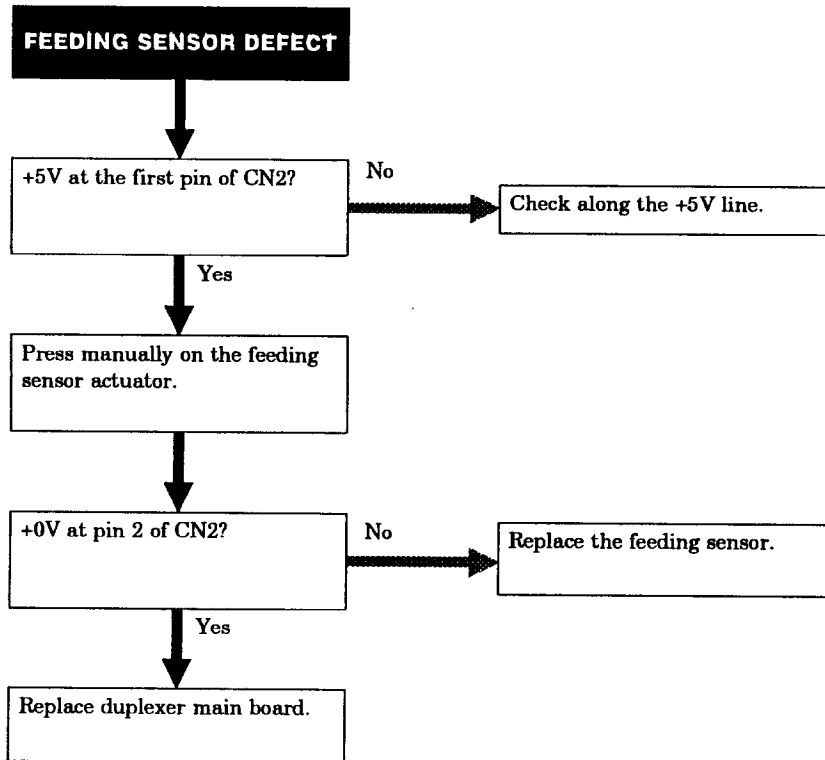 FEEDING SENSOR DEFECT
+5V at the first pin of CN2?
No
Check along the +5V line.
Yes
Press manually on the feeding
sensor actuator.
+0V at pin 2 of CN2?
No
Replace the feeding sensor.
Yes
Replace duplexer main board.